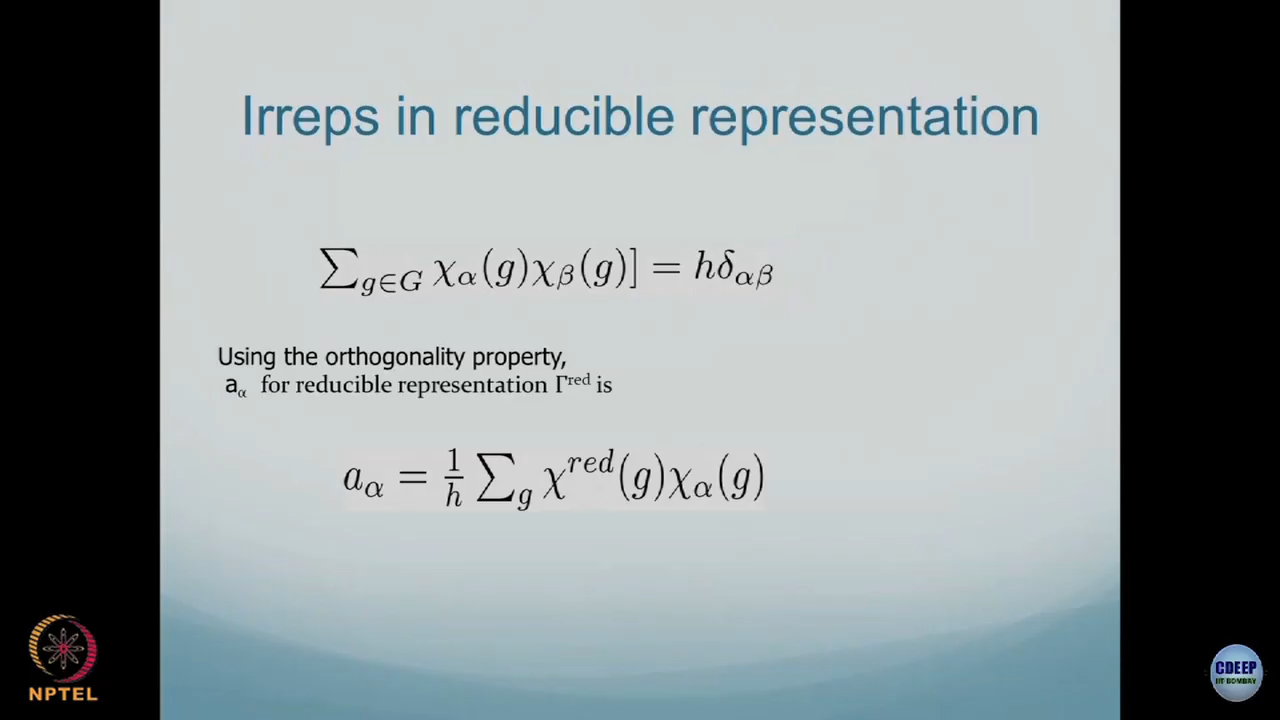 Irreps in reducible representation
∑_{g∈G} χ_α(g)χ_β(g)] = hδ_{αβ}
Using the orthogonality property,
a_α for reducible representation Γ^{red} is
a_α = \frac{1}{h} ∑_g χ^{red}(g)χ_α(g)
NPTEL
CDEEP
IIT BOMBAY